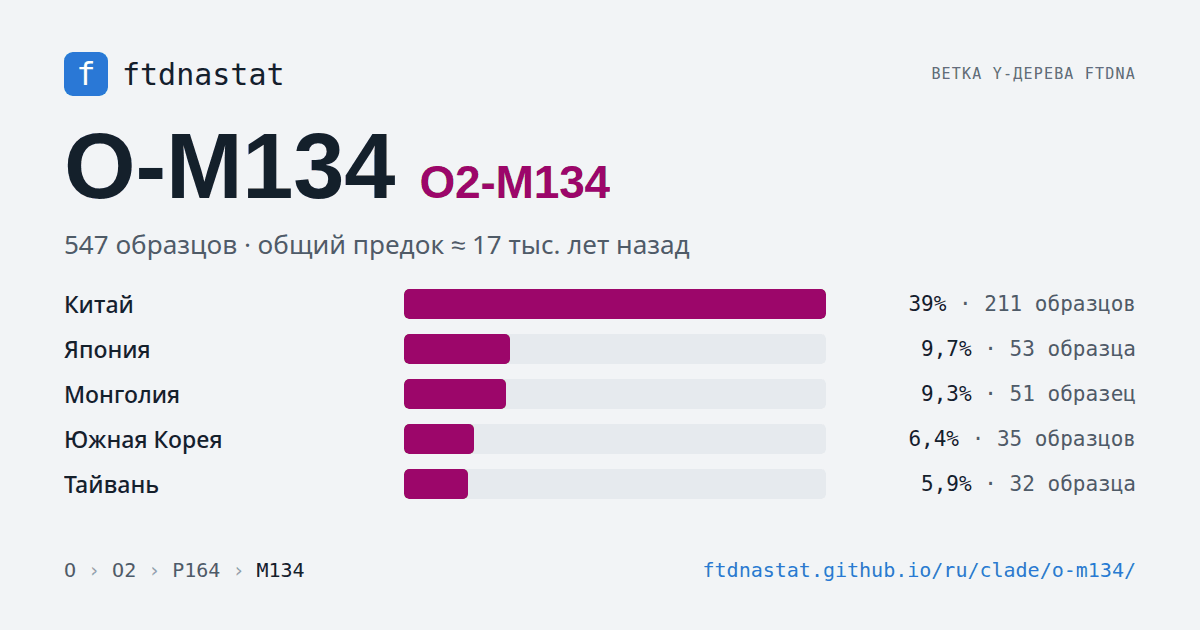 f ftdnastat
ВЕТКА Y-ДЕРЕВА FTDNA
O-M134 O2-M134
547 образцов · общий предок ≈ 17 тыс. лет назад
Китай 39% · 211 образцов
Япония 9,7% · 53 образца
Монголия 9,3% · 51 образец
Южная Корея 6,4% · 35 образцов
Тайвань 5,9% · 32 образца
O › O2 › P164 › M134
ftdnastat.github.io/ru/clade/o-m134/